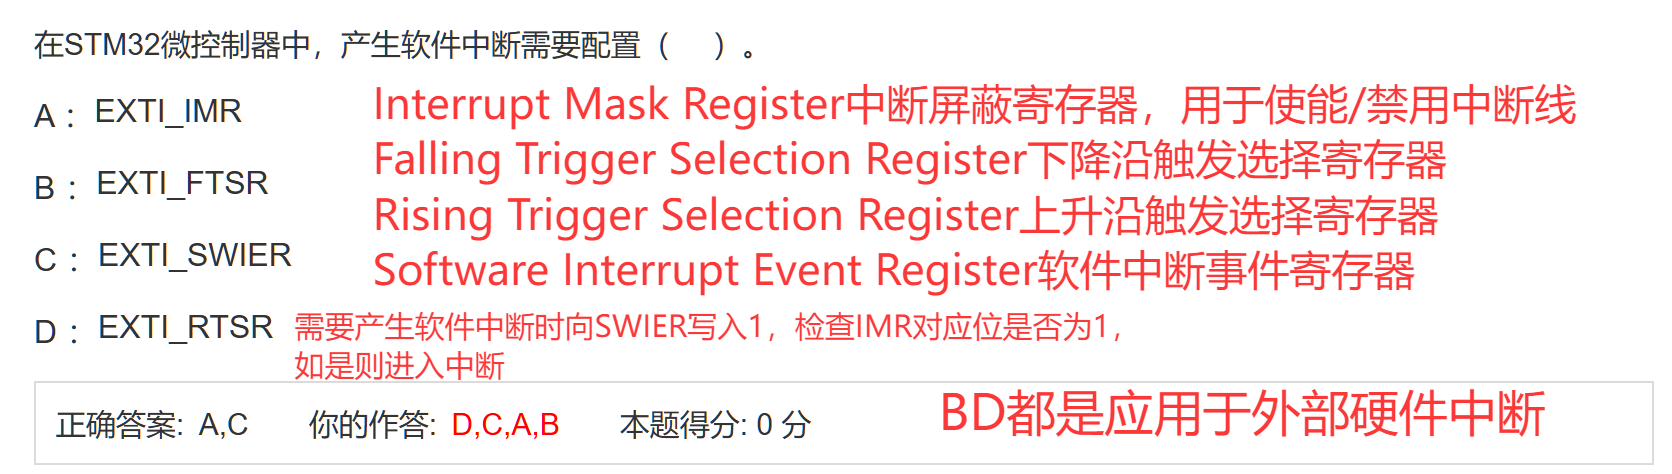 在STM32微控制器中，产生软件中断需要配置（　）。
A： EXTI_IMR
Interrupt Mask Register中断屏蔽寄存器，用于使能/禁用中断线
Falling Trigger Selection Register下降沿触发选择寄存器
B： EXTI_FTSR
Rising Trigger Selection Register上升沿触发选择寄存器
C： EXTI_SWIER
Software Interrupt Event Register软件中断事件寄存器
D： EXTI_RTSR
需要产生软件中断时向SWIER写入1，检查IMR对应位是否为1，
如是则进入中断
正确答案: A,C 你的作答: D,C,A,B 本题得分: 0 分
BD都是应用于外部硬件中断